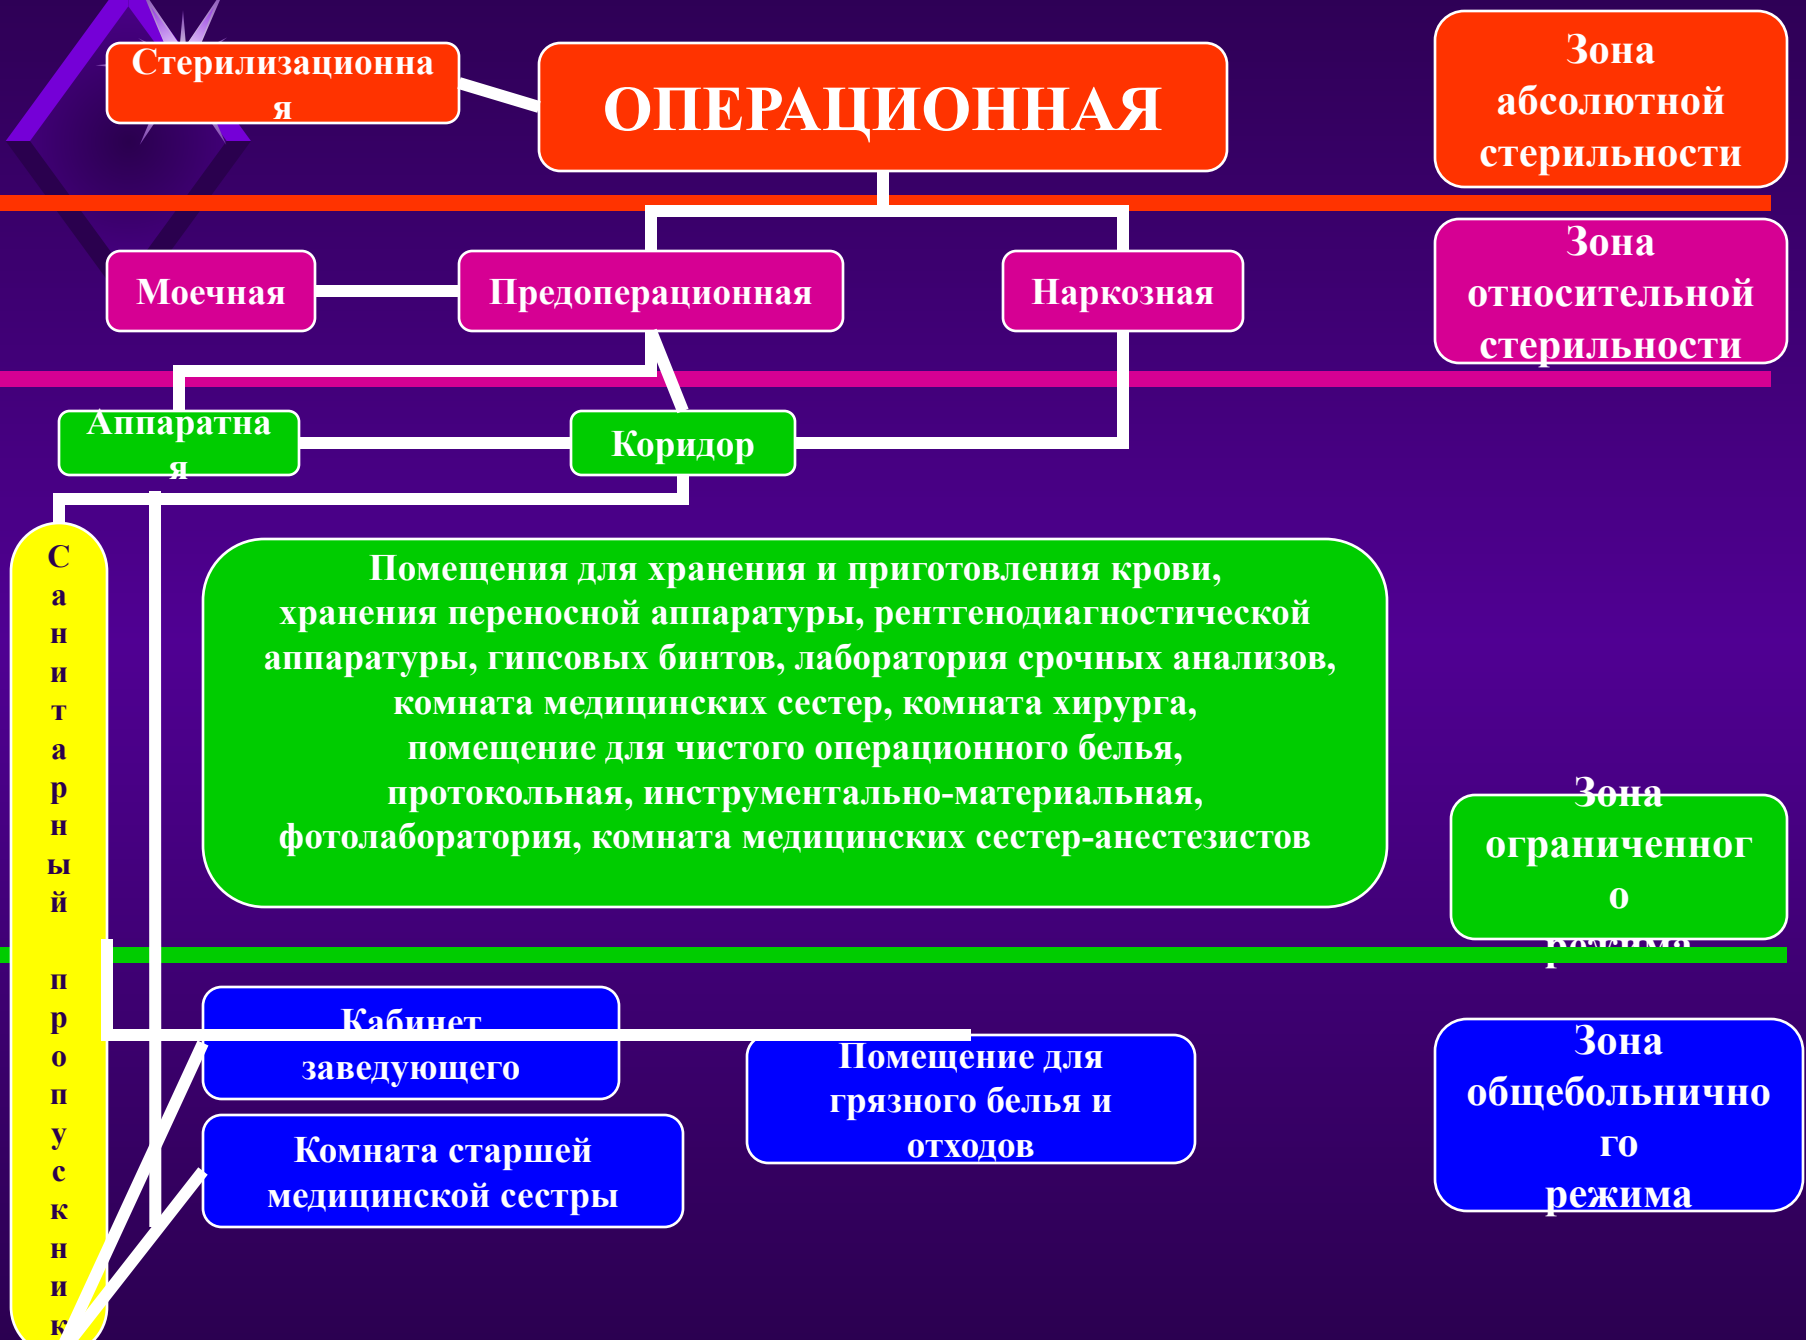 Стерилизационна
я
ОПЕРАЦИОННАЯ
Зона
абсолютной
стерильности
Моечная
Предоперационная
Наркозная
Зона
относительной
стерильности
Аппаратна
я
Коридор
Санитарный пропускник
Помещения для хранения и приготовления крови,
хранения переносной аппаратуры, рентгенодиагностической
аппаратуры, гипсовых бинтов, лаборатория срочных анализов,
комната медицинских сестер, комната хирурга,
помещение для чистого операционного белья,
протокольная, инструментально-материальная,
фотолаборатория, комната медицинских сестер-анестезистов
Зона
ограниченног
о
режима
Кабинет
заведующего
Помещение для
грязного белья и
отходов
Комната старшей
медицинской сестры
Зона
общебольнично
го
режима